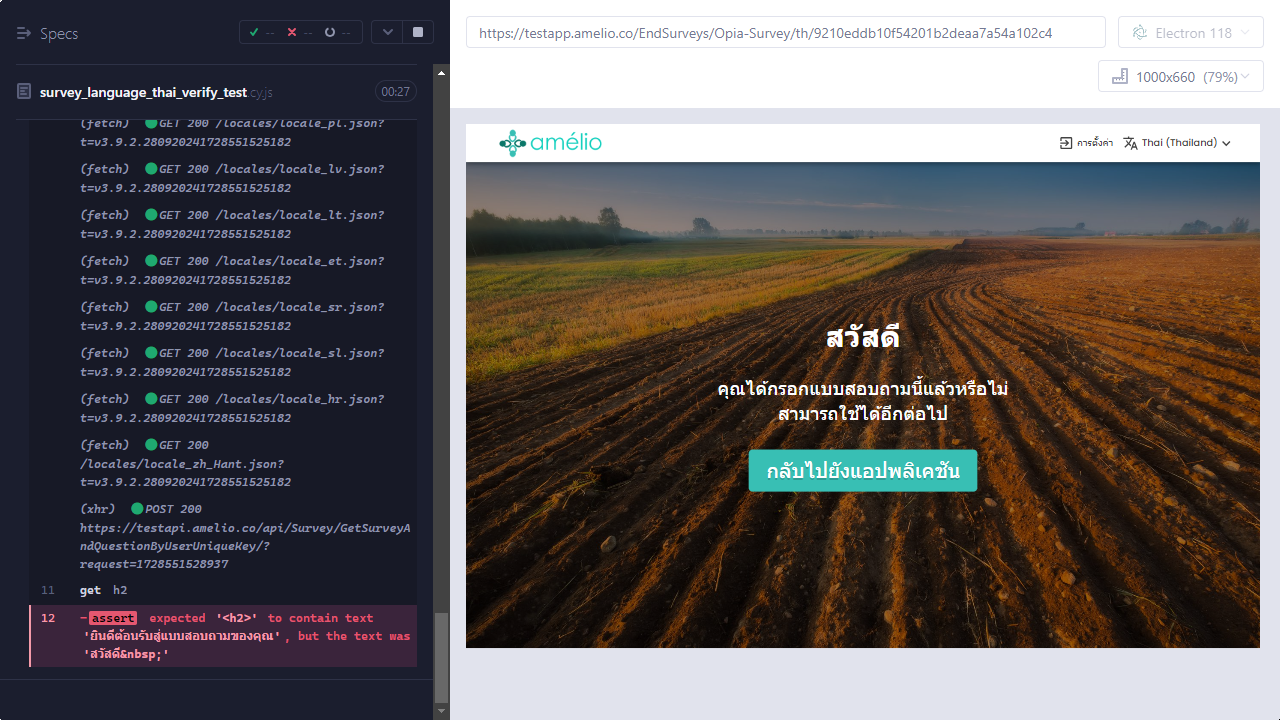 Specs
-- -- --
survey_language_thai_verify_test.cy.js 00:27
(fetch) GET 200 /locales/locale_pl.json?
t=v3.9.2.280920241728551525182
(fetch) GET 200 /locales/locale_lv.json?
t=v3.9.2.280920241728551525182
(fetch) GET 200 /locales/locale_lt.json?
t=v3.9.2.280920241728551525182
(fetch) GET 200 /locales/locale_et.json?
t=v3.9.2.280920241728551525182
(fetch) GET 200 /locales/locale_sr.json?
t=v3.9.2.280920241728551525182
(fetch) GET 200 /locales/locale_sl.json?
t=v3.9.2.280920241728551525182
(fetch) GET 200 /locales/locale_hr.json?
t=v3.9.2.280920241728551525182
(fetch) GET 200
/locales/locale_zh_Hant.json?
t=v3.9.2.280920241728551525182
(xhr) POST 200
https://testapi.amelio.co/api/Survey/GetSurveyA
ndQuestionByUserUniqueKey/?
request=1728551528937
11 get h2
12 -assert expected '<h2>' to contain text
'ยินดีต้อนรับสู่แบบสอบถามของคุณ', but the text was
'สวัสดี&nbsp;'
https://testapp.amelio.co/EndSurveys/Opia-Survey/th/9210eddb10f54201b2deaa7a54a102c4
Electron 118
1000x660 (79%)
amélio
การตั้งค่า Thai (Thailand)
สวัสดี
คุณได้กรอกแบบสอบถามนี้แล้วหรือไม่
สามารถใช้ได้อีกต่อไป
กลับไปยังแอปพลิเคชัน